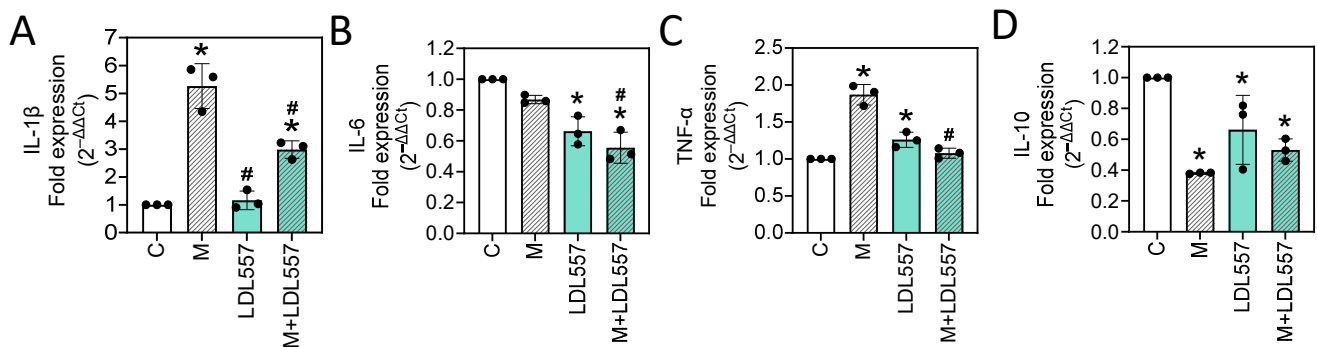 A
IL-1β
Fold expression
(2−ΔΔCt)
7
6
5
4
3
2
1
0
*
#
#
*
C
M
LDL557
M+LDL557
B
IL-6
Fold expression
(2−ΔΔCt)
1.2
1.0
0.8
0.6
0.4
0.2
0.0
*
#
*
C
M
LDL557
M+LDL557
C
TNF-α
Fold expression
(2−ΔΔCt)
2.5
2.0
1.5
1.0
0.5
0.0
*
*
#
C
M
LDL557
M+LDL557
D
IL-10
Fold expression
(2−ΔΔCt)
1.2
1.0
0.8
0.6
0.4
0.2
0.0
*
*
*
C
M
LDL557
M+LDL557